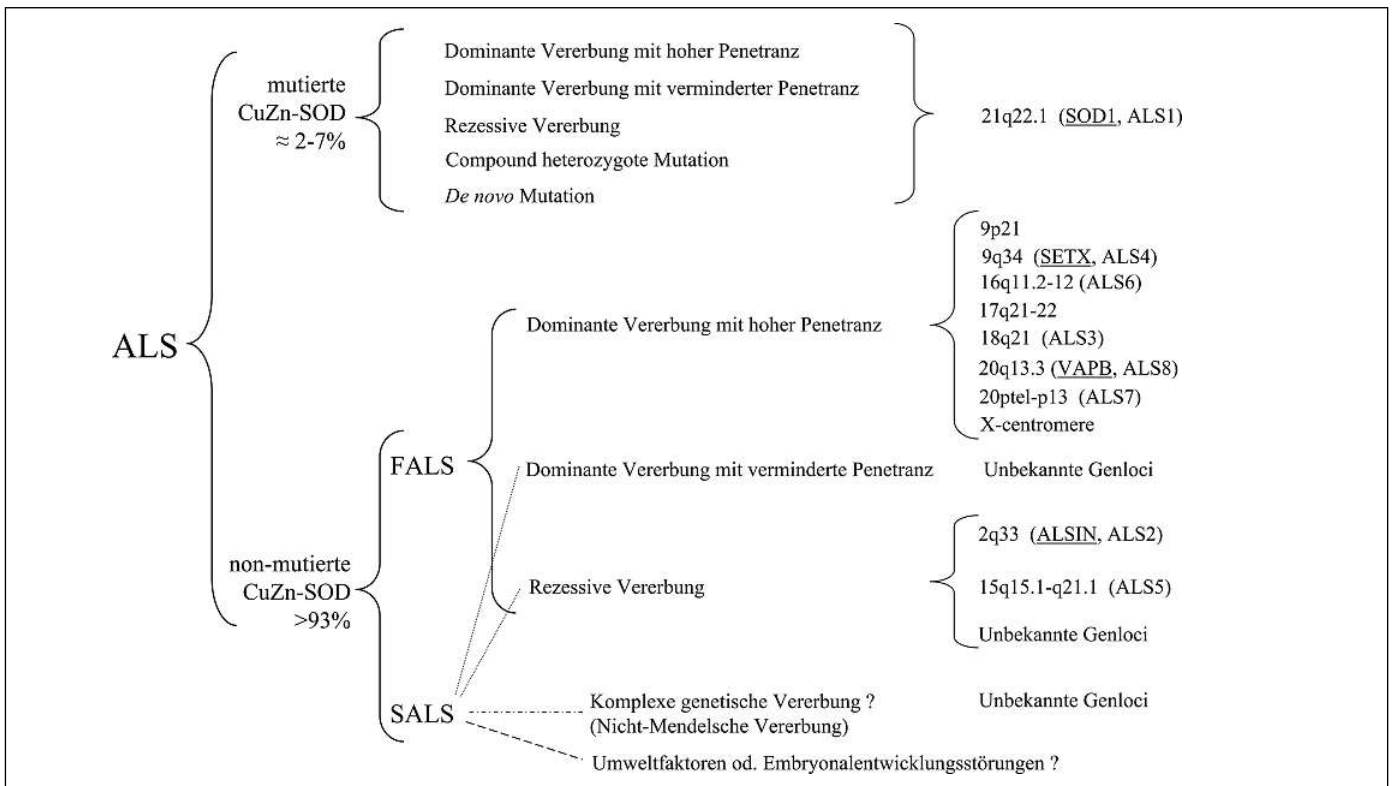 ALS
mutierte
CuZn-SOD
≈ 2-7%
Dominante Vererbung mit hoher Penetranz
Dominante Vererbung mit verminderter Penetranz
Rezessive Vererbung
Compound heterozygote Mutation
De novo Mutation
21q22.1 (SOD1, ALS1)
non-mutierte
CuZn-SOD
>93%
FALS
Dominante Vererbung mit hoher Penetranz
9p21
9q34 (SETX, ALS4)
16q11.2-12 (ALS6)
17q21-22
18q21 (ALS3)
20q13.3 (VAPB, ALS8)
20ptel-p13 (ALS7)
X-centromere
Dominante Vererbung mit verminderte Penetranz
Unbekannte Genloci
Rezessive Vererbung
2q33 (ALSIN, ALS2)
15q15.1-q21.1 (ALS5)
Unbekannte Genloci
SALS
Komplexe genetische Vererbung ?
(Nicht-Mendelsche Vererbung)
Unbekannte Genloci
Umweltfaktoren od. Embryonalentwicklungsstörungen ?